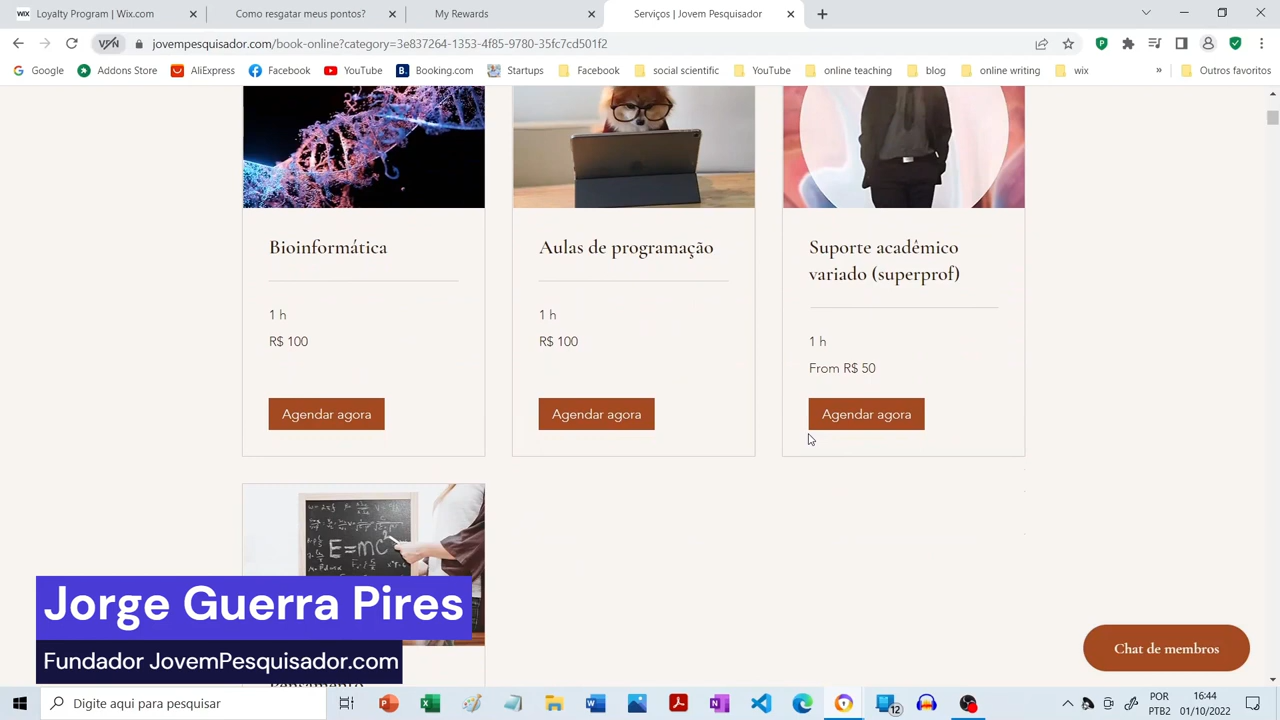 Loyalty Program | Wix.com
Como resgatar meus pontos?
My Rewards
Serviços | Jovem Pesquisador
VPN
jovempesquisador.com/book-online?category=3e837264-1353-4f85-9780-35fc7cd501f2
Google
Addons Store
AliExpress
Facebook
YouTube
Booking.com
Startups
Facebook
social scientific
YouTube
online teaching
blog
online writing
wix
»
Outros favoritos
Bioinformática
1 h
R$ 100
Agendar agora
Aulas de programação
1 h
R$ 100
Agendar agora
Suporte acadêmico
variado (superprof)
1 h
From R$ 50
Agendar agora
E=mc²
Jorge Guerra Pires
Fundador JovemPesquisador.com
Chat de membros
Digite aqui para pesquisar
12
POR
PTB2
16:44
01/10/2022